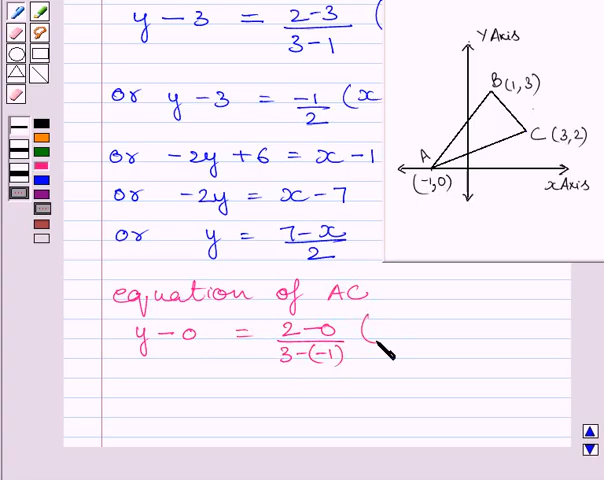 y - 3 = 2-3/3-1 (
or y - 3 = -1/2 (x
or -2y + 6 = x - 1
or -2y = x - 7
or y = 7-x/2
equation of AC
y - 0 = 2-0/3-(-1) (
Y Axis
B (1, 3)
C (3, 2)
A
(-1, 0)
x Axis